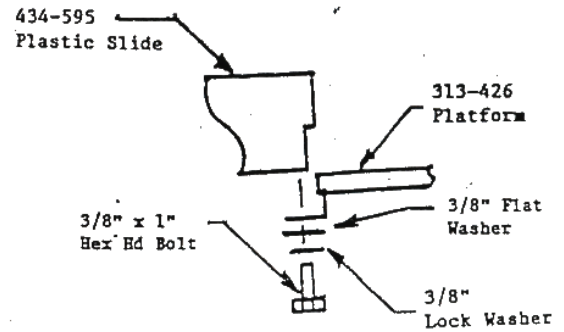 434-595
Plastic Slide
313-426
Platform
3/8" Flat
Washer
3/8" x 1"
Hex Hd Bolt
3/8"
Lock Washer